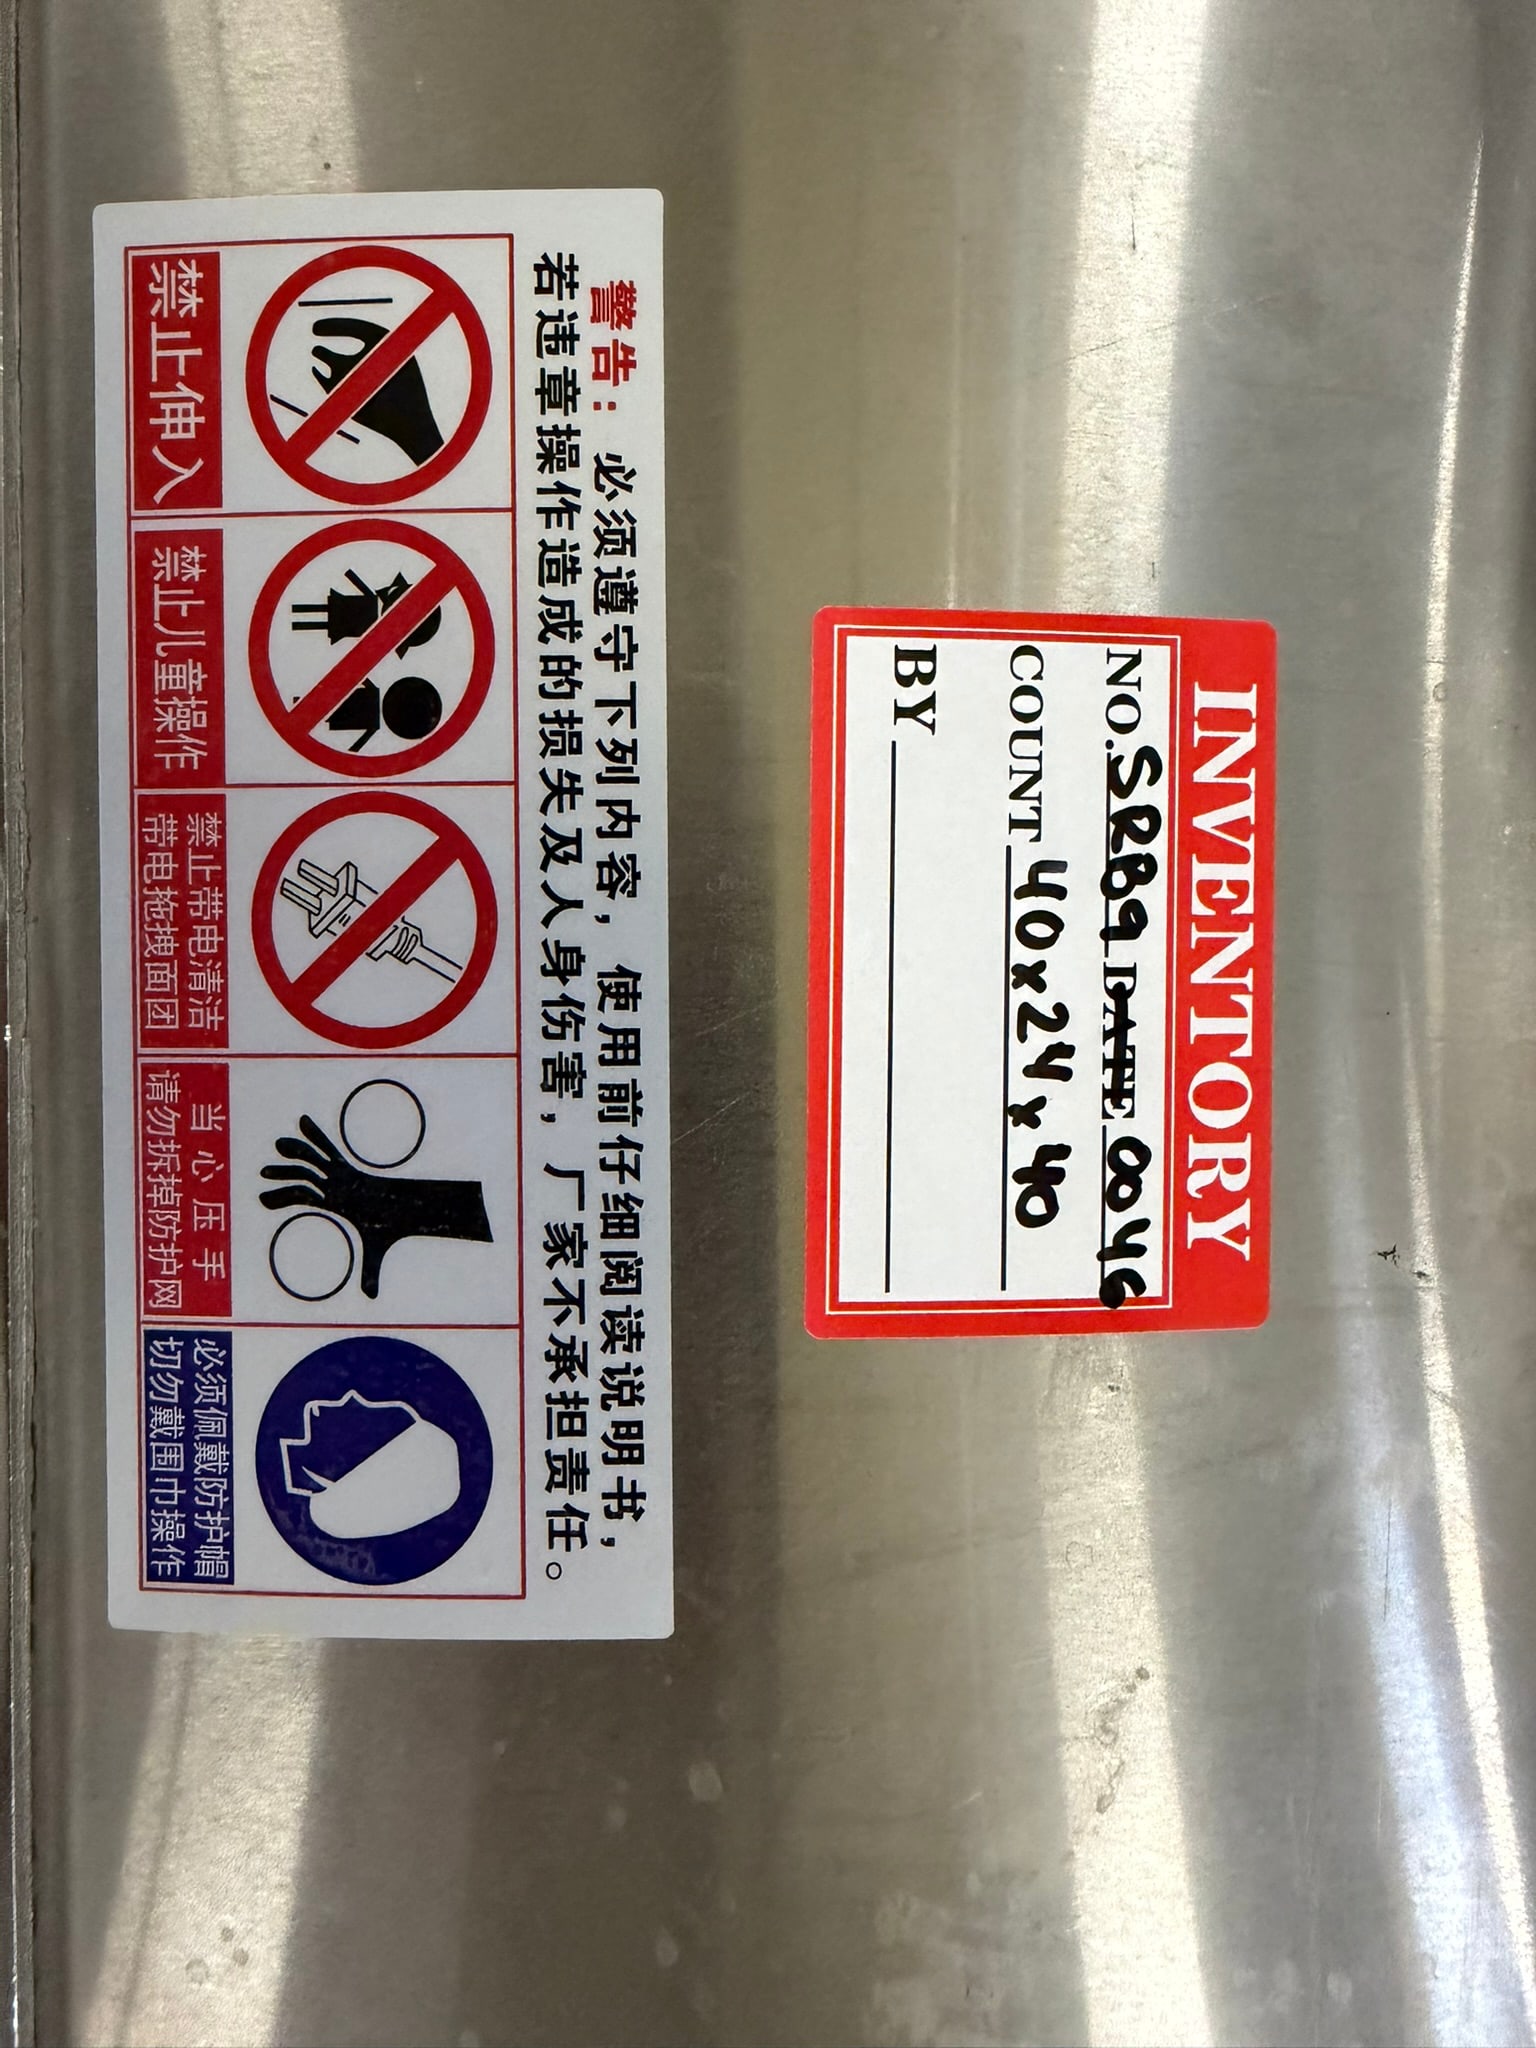 INVENTORY
NO. SRB9 DATE 0046
COUNT 40x24x40
BY
警告：必须遵守下列内容，使用前仔细阅读说明书，
若违章操作造成的损失及人身伤害，厂家不承担责任。
禁止伸入
禁止儿童操作
禁止带电清洁
带电拖拽面团
当心压手
请勿拆掉防护网
必须佩戴防护帽
切勿戴围巾操作